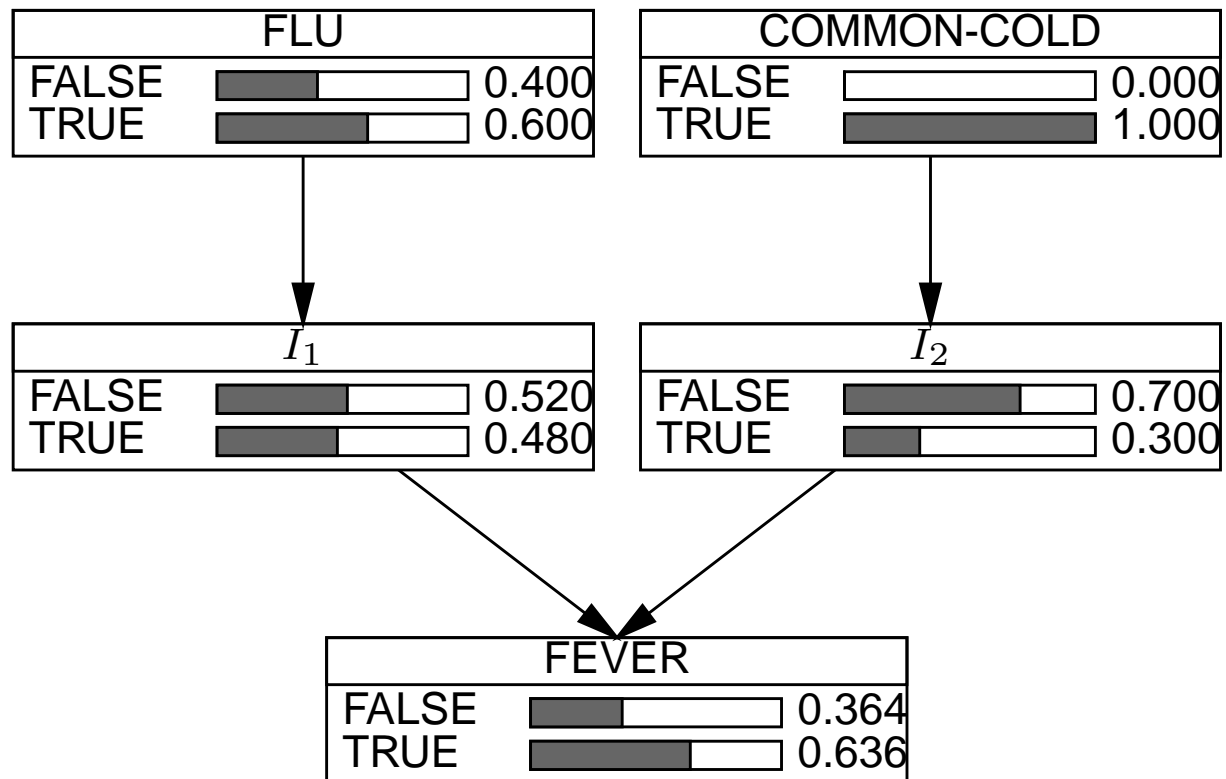 FLU
FALSE 0.400
TRUE 0.600
COMMON-COLD
FALSE 0.000
TRUE 1.000
I₁
FALSE 0.520
TRUE 0.480
I₂
FALSE 0.700
TRUE 0.300
FEVER
FALSE 0.364
TRUE 0.636